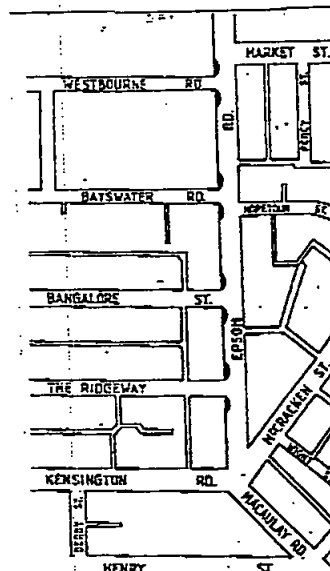 MARKET ST.
WESTBOURNE RD.
RD.
PERCY ST.
BAYSWATER RD.
HOPETOUN
BANGALORE ST.
EPSOM
THE RIDGEWAY
McCRACKEN ST.
KENSINGTON RD.
MACAULAY RD.
DERBY ST.
HENRY ST.